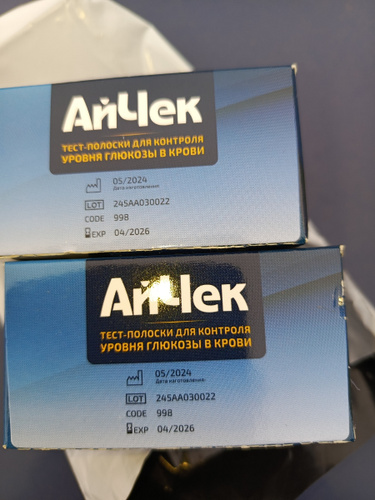 АйЧек
ТЕСТ-ПОЛОСКИ ДЛЯ КОНТРОЛЯ
УРОВНЯ ГЛЮКОЗЫ В КРОВИ
05/2024
Дата изготовления
LOT 245AA030022
CODE 998
EXP 04/2026
АйЧек
ТЕСТ-ПОЛОСКИ ДЛЯ КОНТРОЛЯ
УРОВНЯ ГЛЮКОЗЫ В КРОВИ
05/2024
Дата изготовления
LOT 245AA030022
CODE 998
EXP 04/2026